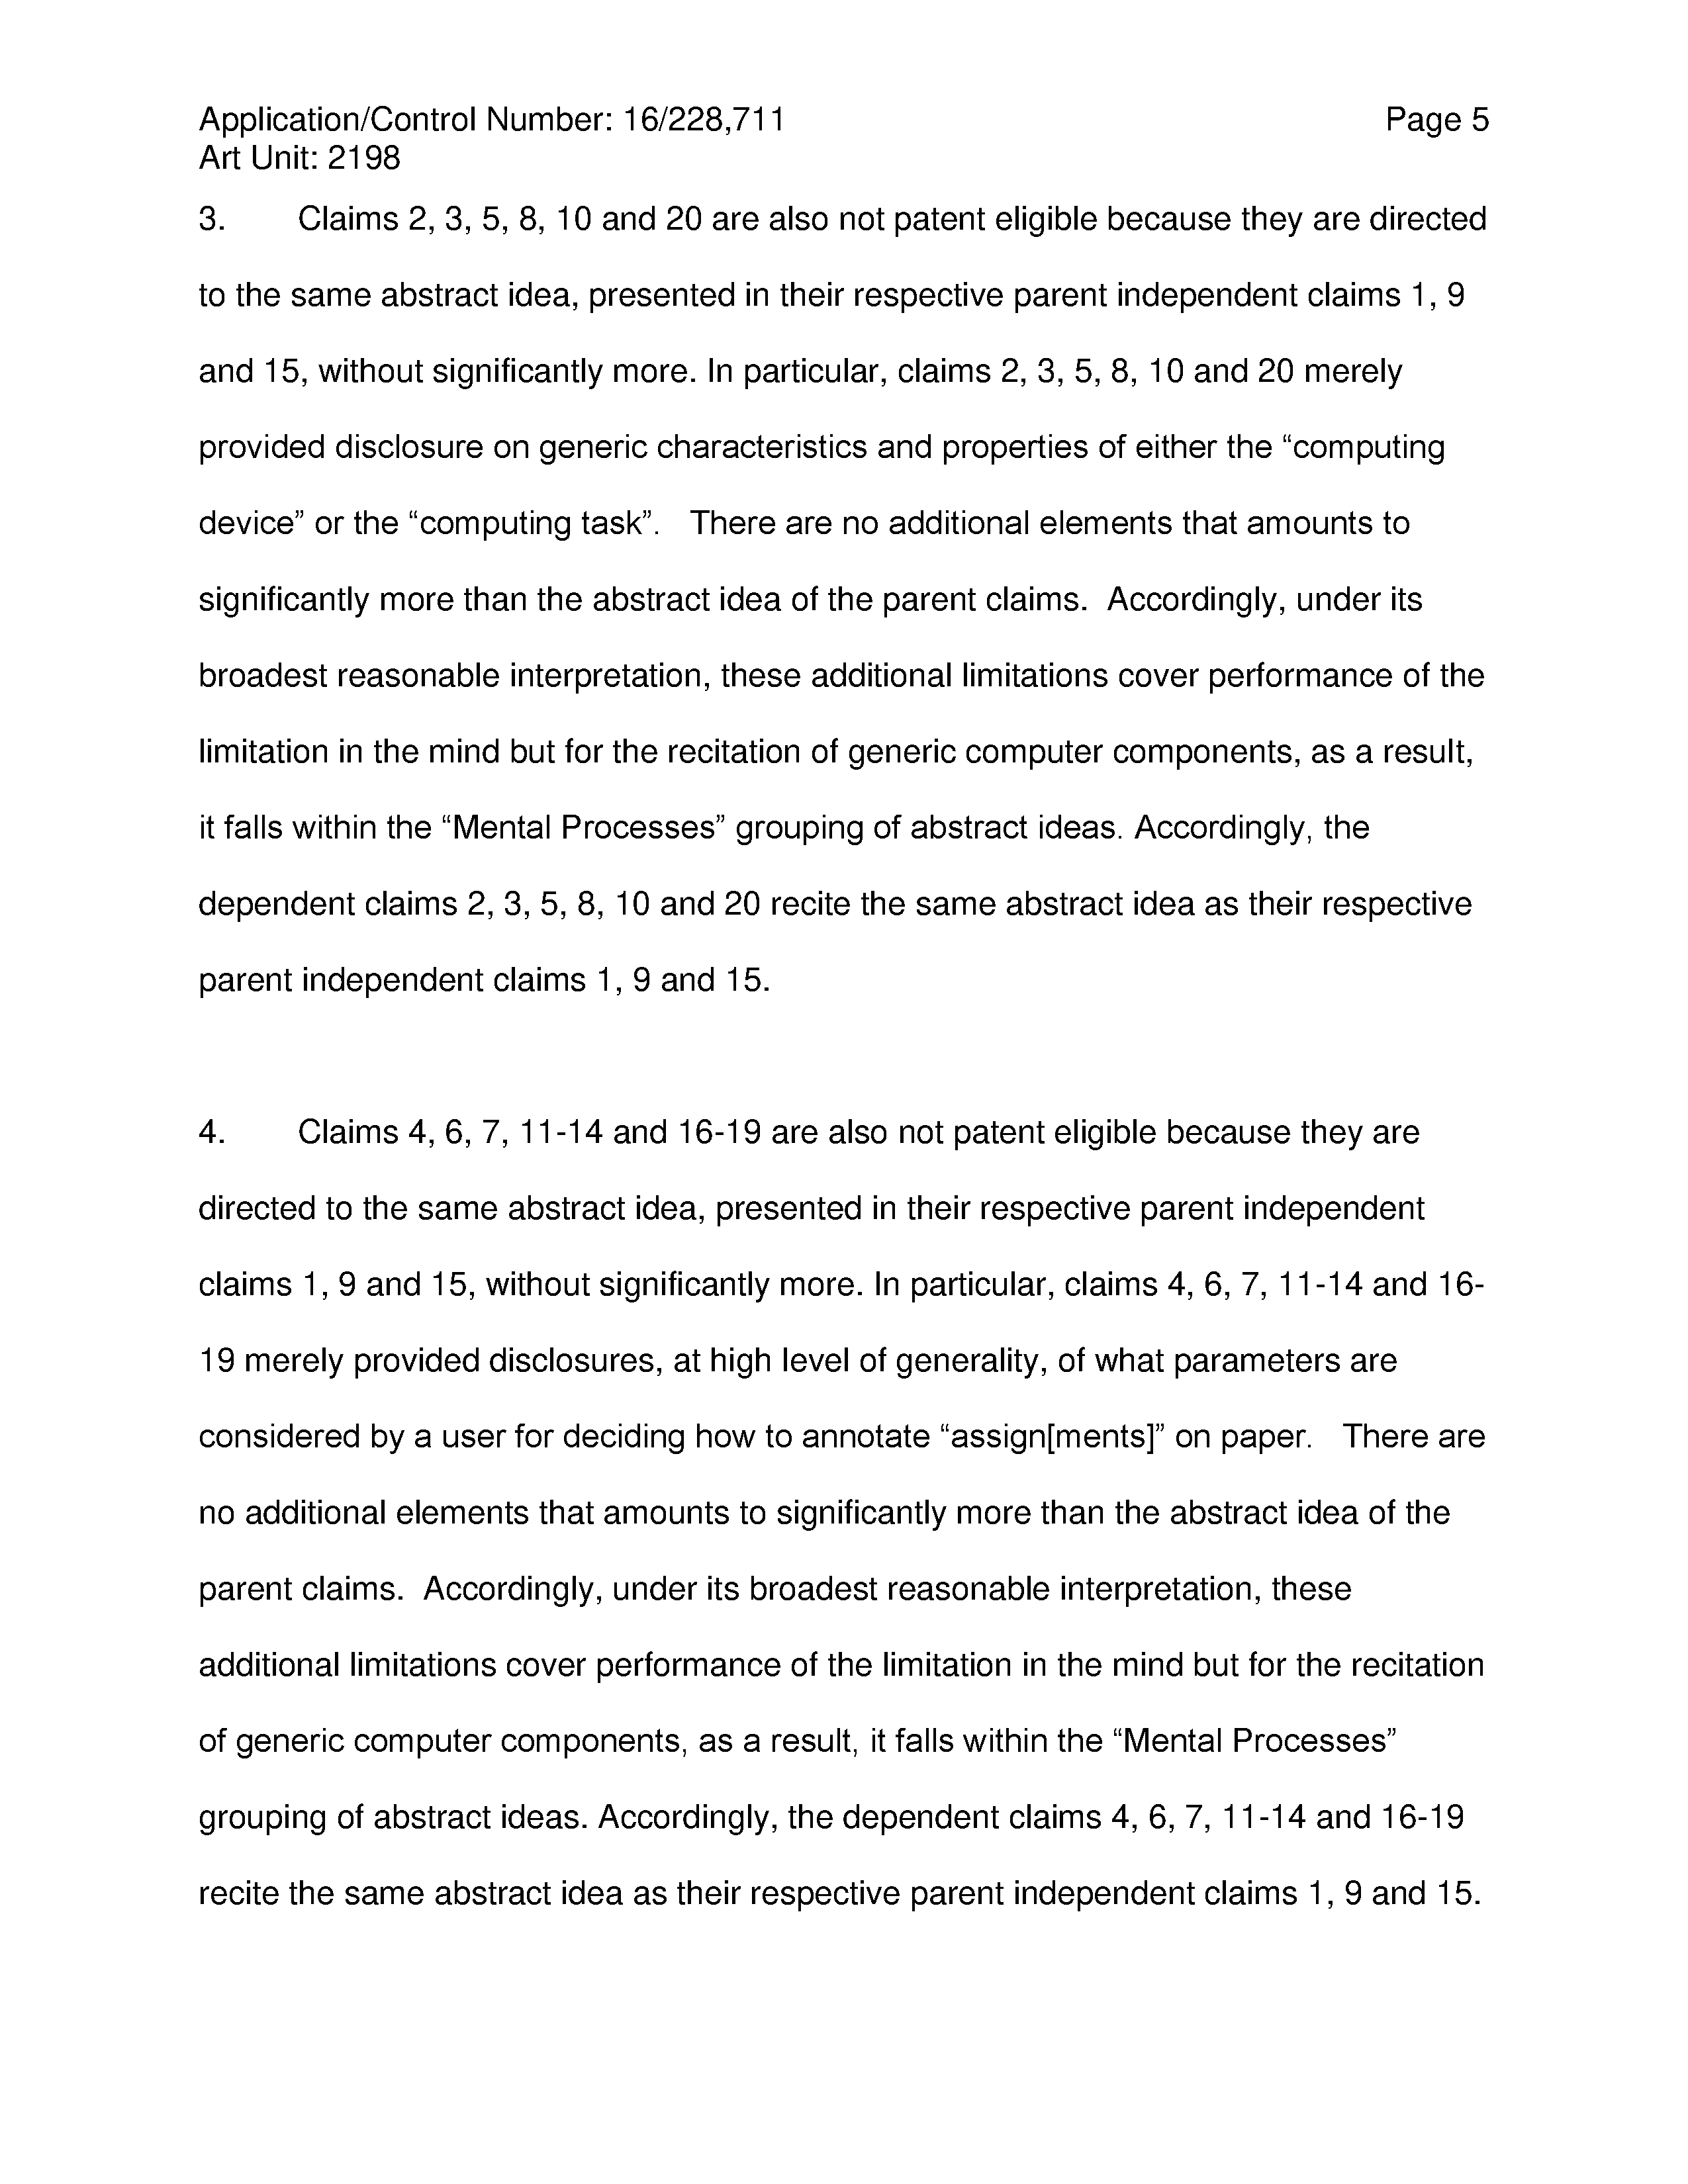 Application/Control Number: 16/228,711 Page 5
Art Unit: 2198
3. Claims 2, 3, 5, 8, 10 and 20 are also not patent eligible because they are directed
to the same abstract idea, presented in their respective parent independent claims 1, 9
and 15, without significantly more. In particular, claims 2, 3, 5, 8, 10 and 20 merely
provided disclosure on generic characteristics and properties of either the “computing
device” or the “computing task”. There are no additional elements that amounts to
significantly more than the abstract idea of the parent claims. Accordingly, under its
broadest reasonable interpretation, these additional limitations cover performance of the
limitation in the mind but for the recitation of generic computer components, as a result,
it falls within the “Mental Processes” grouping of abstract ideas. Accordingly, the
dependent claims 2, 3, 5, 8, 10 and 20 recite the same abstract idea as their respective
parent independent claims 1, 9 and 15.
4. Claims 4, 6, 7, 11-14 and 16-19 are also not patent eligible because they are
directed to the same abstract idea, presented in their respective parent independent
claims 1, 9 and 15, without significantly more. In particular, claims 4, 6, 7, 11-14 and 16-
19 merely provided disclosures, at high level of generality, of what parameters are
considered by a user for deciding how to annotate “assign[ments]” on paper. There are
no additional elements that amounts to significantly more than the abstract idea of the
parent claims. Accordingly, under its broadest reasonable interpretation, these
additional limitations cover performance of the limitation in the mind but for the recitation
of generic computer components, as a result, it falls within the “Mental Processes”
grouping of abstract ideas. Accordingly, the dependent claims 4, 6, 7, 11-14 and 16-19
recite the same abstract idea as their respective parent independent claims 1, 9 and 15.